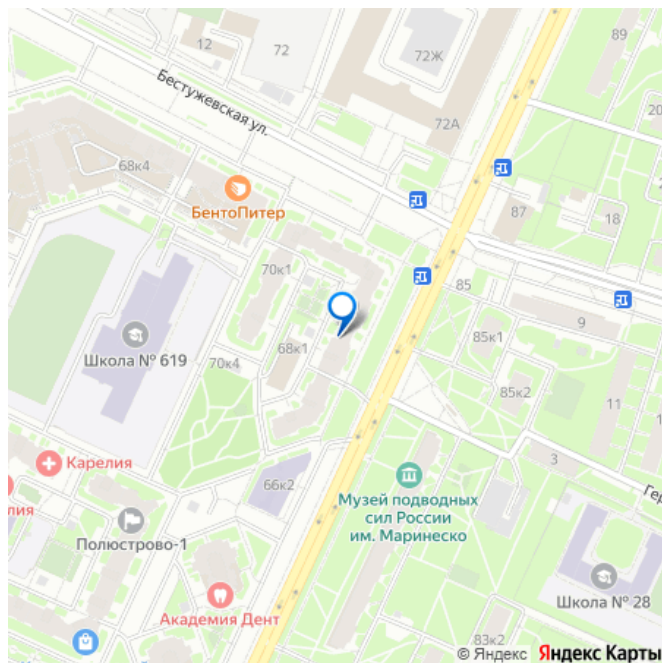 89
12
72
72Ж
Бестужевская ул.
72А
20
68к4
БентоПитер
87
18
70к1
85
9
85к1
Школа № 619
68к1
70к4
85к2
11
3
Карелия
66к2
Гер
Музей подводных
сил России
им. Маринеско
лия
Полюстрово-1
Академия Дент
Школа № 28
83к2
© Яндекс Яндекс Карты